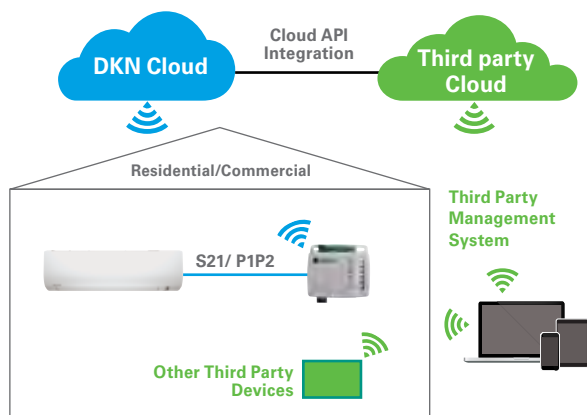 Cloud API
Integration
DKN Cloud
Third party
Cloud
Residential/Commercial
Third Party
Management
System
S21/ P1P2
Other Third Party
Devices